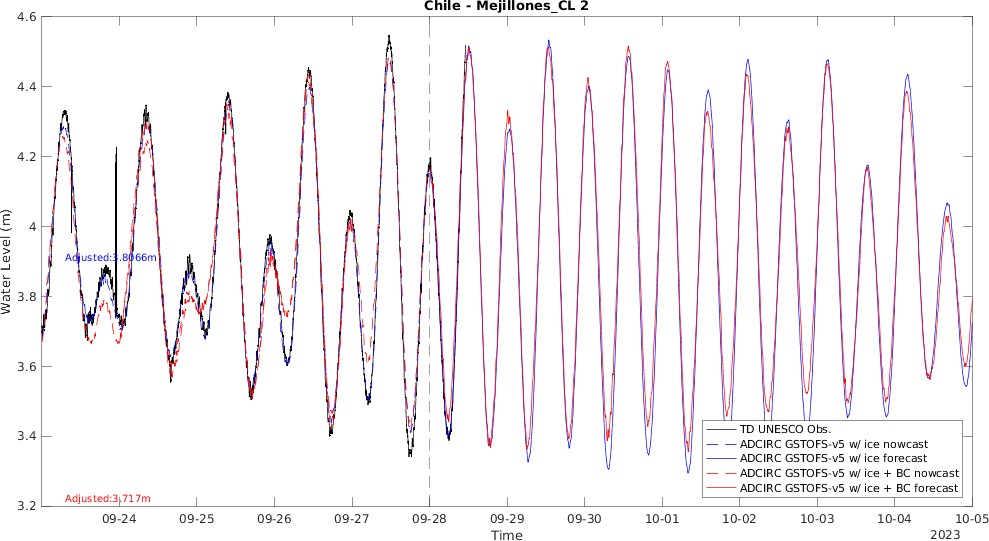 Chile - Mejillones_CL 2
4.6
4.4
4.2
4
3.8
3.6
3.4
3.2
Water Level (m)
Adjusted:3.8066m
Adjusted:3.717m
TD UNESCO Obs.
ADCIRC GSTOFS-v5 w/ ice nowcast
ADCIRC GSTOFS-v5 w/ ice forecast
ADCIRC GSTOFS-v5 w/ ice + BC nowcast
ADCIRC GSTOFS-v5 w/ ice + BC forecast
09-24 09-25 09-26 09-27 09-28 09-29 09-30 10-01 10-02 10-03 10-04 10-05
Time
2023